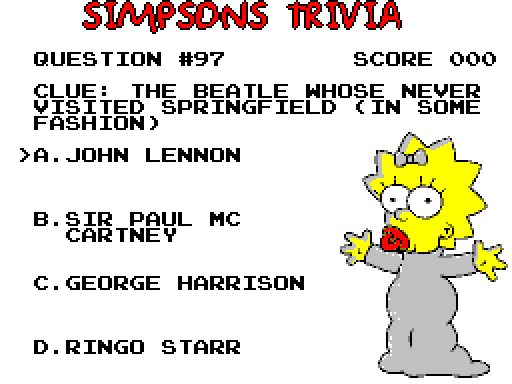 SIMPSONS TRIVIA
QUESTION #97 SCORE 000
CLUE: THE BEATLE WHOSE NEVER
VISITED SPRINGFIELD (IN SOME
FASHION)
>A.JOHN LENNON
B.SIR PAUL MC
CARTNEY
C.GEORGE HARRISON
D.RINGO STARR